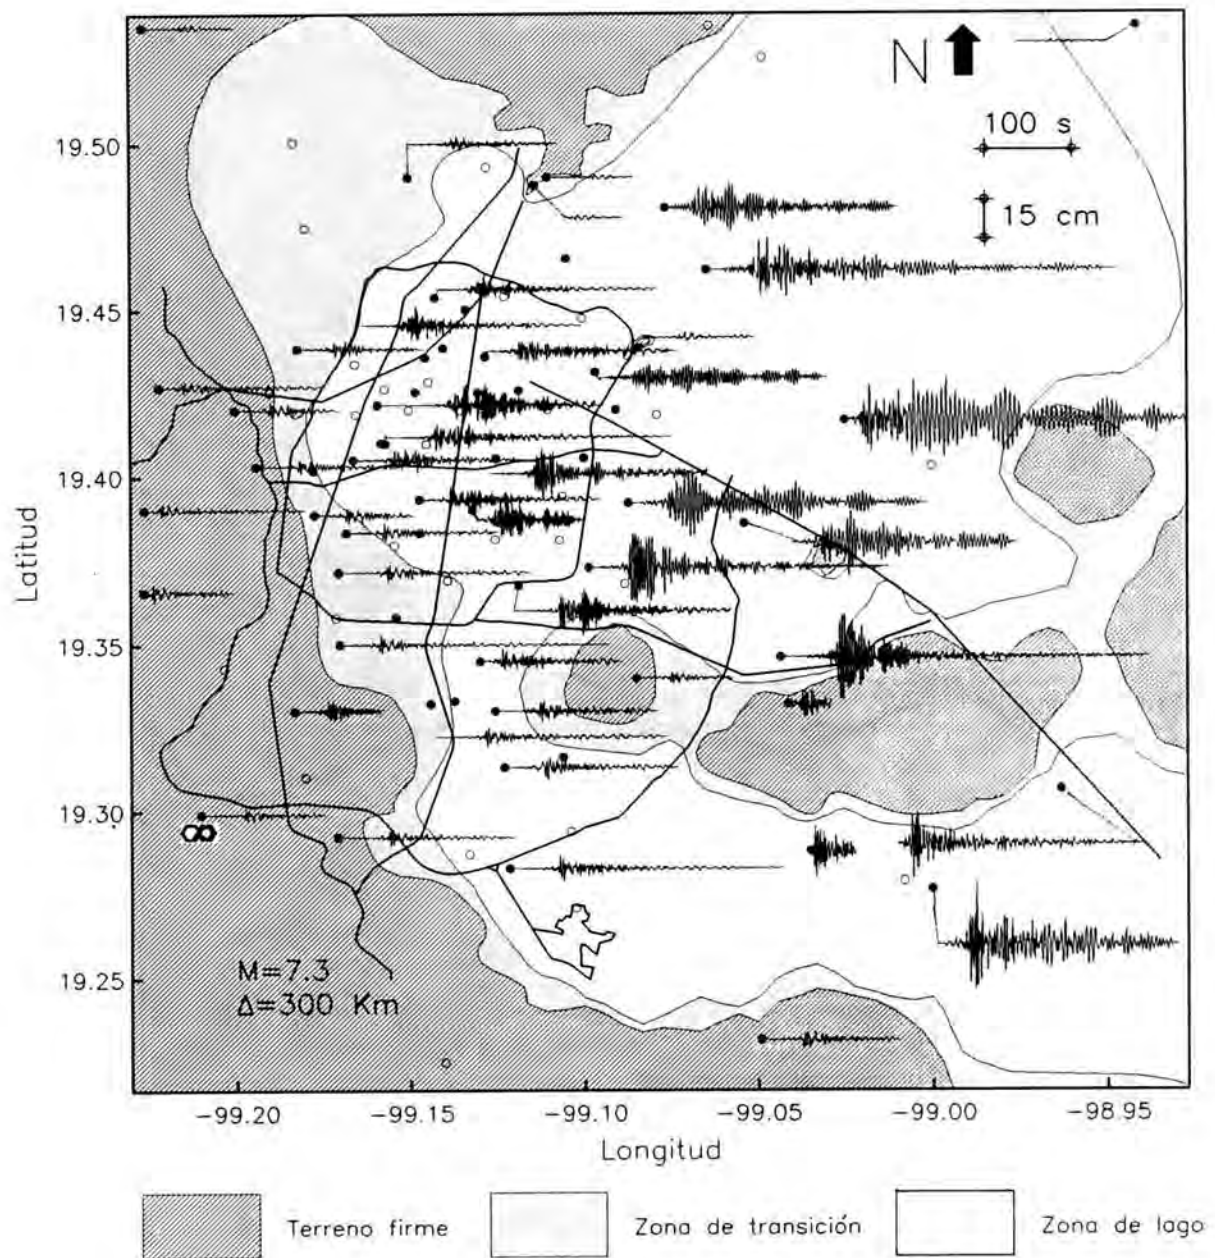 N
100 s
15 cm
19.50
19.45
19.40
19.35
19.30
19.25
Latitud
M=7.3
Δ=300 Km
−99.20
−99.15
−99.10
−99.05
−99.00
−98.95
Longitud
Terreno firme
Zona de transición
Zona de lago